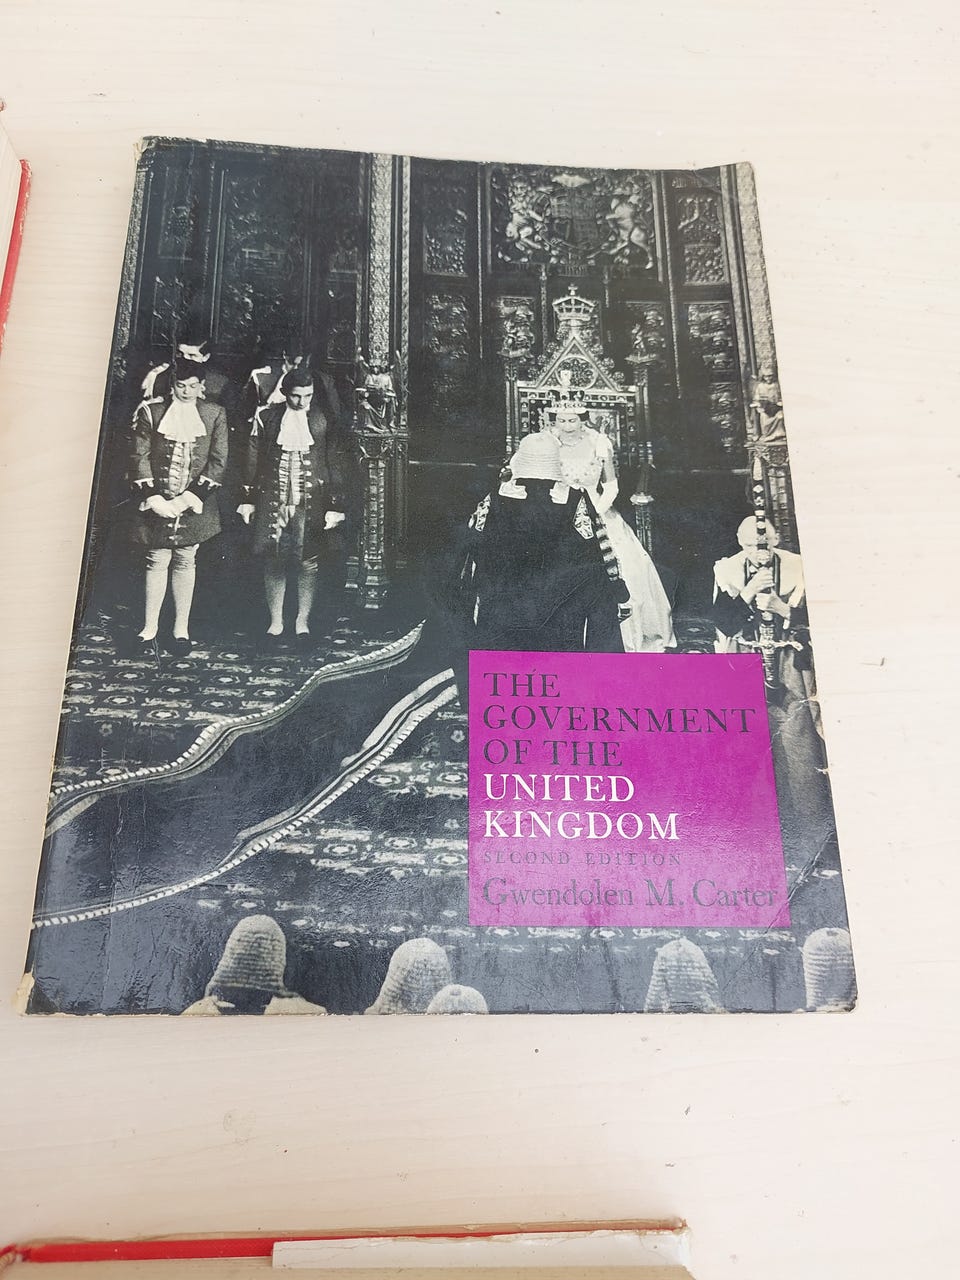 THE
GOVERNMENT
OF THE
UNITED
KINGDOM
SECOND EDITION
Gwendolen M. Carter